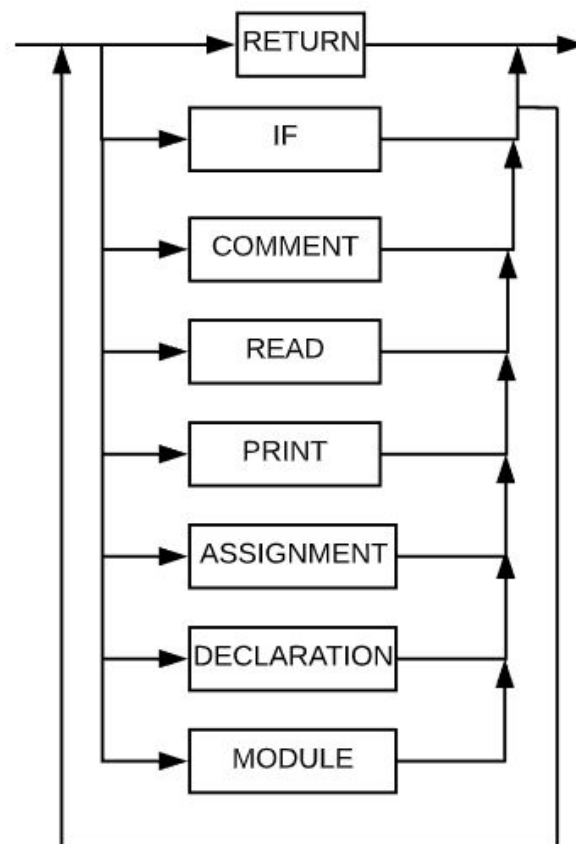 RETURN
IF
COMMENT
READ
PRINT
ASSIGNMENT
DECLARATION
MODULE